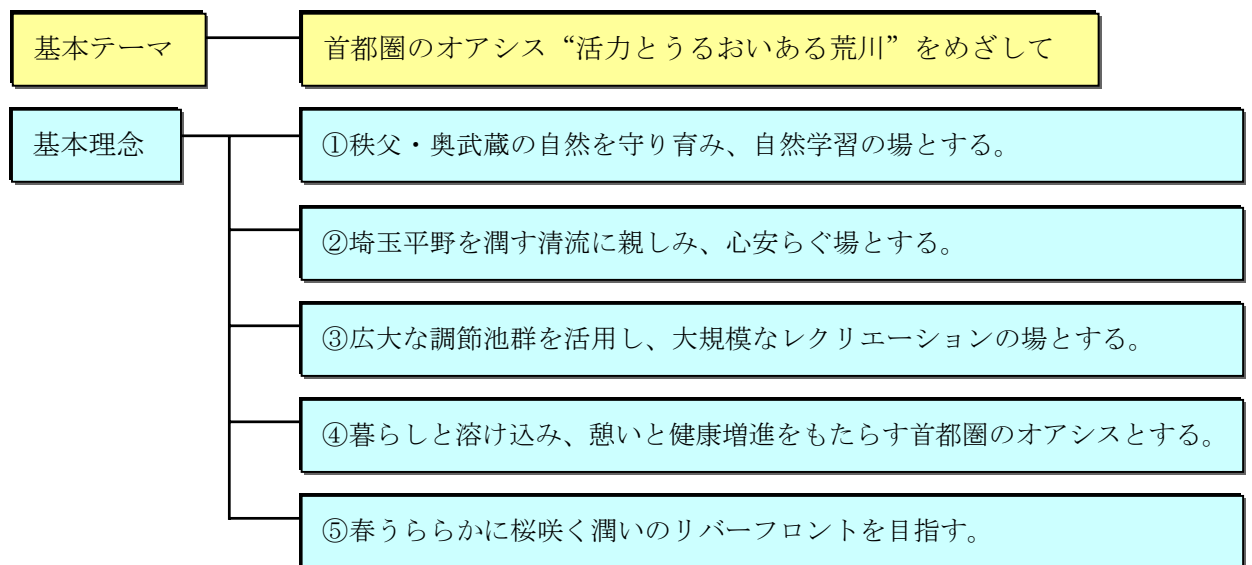 基本テーマ
首都圏のオアシス“活力とうるおいある荒川”をめざして
基本理念
①秩父・奥武蔵の自然を守り育み、自然学習の場とする。
②埼玉平野を潤す清流に親しみ、心安らぐ場とする。
③広大な調節池群を活用し、大規模なレクリエーションの場とする。
④暮らしと溶け込み、憩いと健康増進をもたらす首都圏のオアシスとする。
⑤春うららかに桜咲く潤いのリバーフロントを目指す。